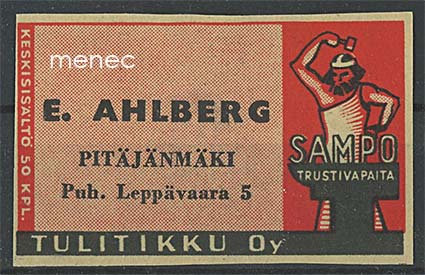 KESKISISÄLTÖ 50 KPL.
menec
E. AHLBERG
PITÄJÄNMÄKI
Puh. Leppävaara 5
SAMPO
TRUSTIVAPAITA
TULITIKKU Oy